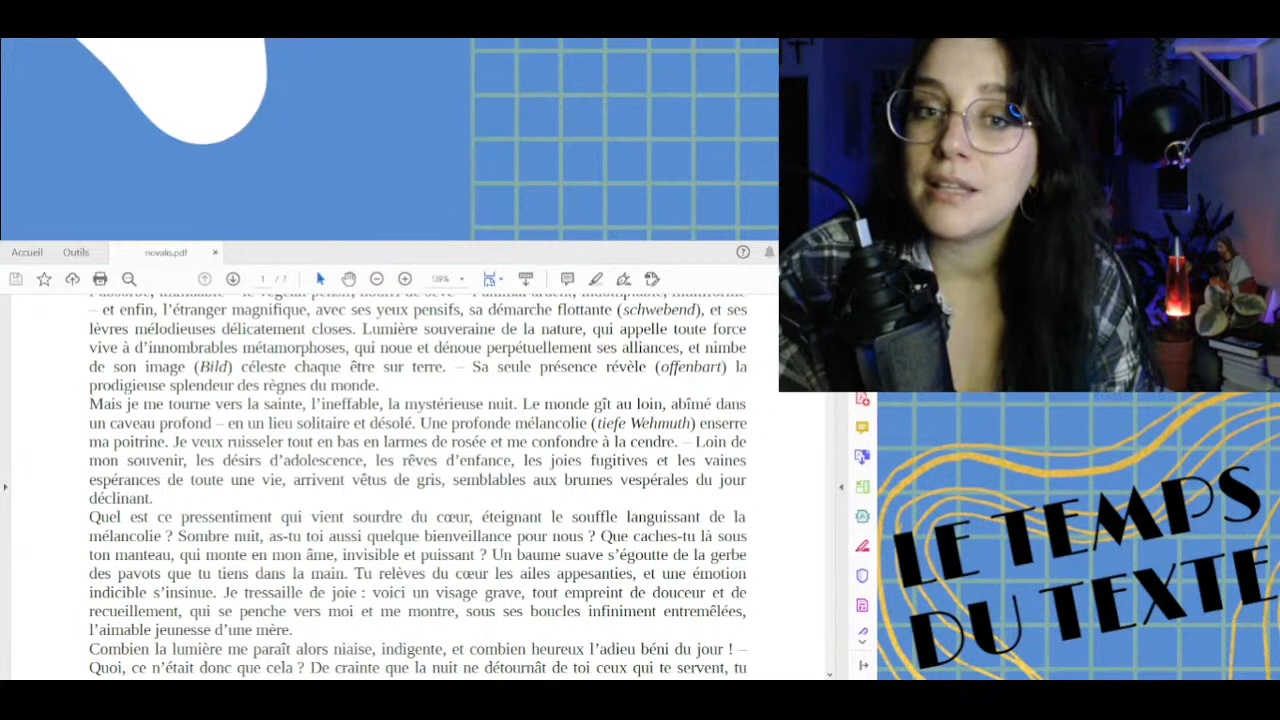 Accueil Outils novalis.pdf ×
1 / 7 139%
– et enfin, l’étranger magnifique, avec ses yeux pensifs, sa démarche flottante (schwebend), et ses
lèvres mélodieuses délicatement closes. Lumière souveraine de la nature, qui appelle toute force
vive à d’innombrables métamorphoses, qui noue et dénoue perpétuellement ses alliances, et nimbe
de son image (Bild) céleste chaque être sur terre. – Sa seule présence révèle (offenbart) la
prodigieuse splendeur des règnes du monde.
Mais je me tourne vers la sainte, l’ineffable, la mystérieuse nuit. Le monde gît au loin, abîmé dans
un caveau profond – en un lieu solitaire et désolé. Une profonde mélancolie (tiefe Wehmuth) enserre
ma poitrine. Je veux ruisseler tout en bas en larmes de rosée et me confondre à la cendre. – Loin de
mon souvenir, les désirs d’adolescence, les rêves d’enfance, les joies fugitives et les vaines
espérances de toute une vie, arrivent vêtus de gris, semblables aux brumes vespérales du jour
déclinant.
Quel est ce pressentiment qui vient sourdre du cœur, éteignant le souffle languissant de la
mélancolie ? Sombre nuit, as-tu toi aussi quelque bienveillance pour nous ? Que caches-tu là sous
ton manteau, qui monte en mon âme, invisible et puissant ? Un baume suave s’égoutte de la gerbe
des pavots que tu tiens dans la main. Tu relèves du cœur les ailes appesanties, et une émotion
indicible s’insinue. Je tressaille de joie : voici un visage grave, tout empreint de douceur et de
recueillement, qui se penche vers moi et me montre, sous ses boucles infiniment entremêlées,
l’aimable jeunesse d’une mère.
Combien la lumière me paraît alors niaise, indigente, et combien heureux l’adieu béni du jour ! –
Quoi, ce n’était donc que cela ? De crainte que la nuit ne détournât de toi ceux qui te servent, tu
LE TEMPS
DU TEXTE